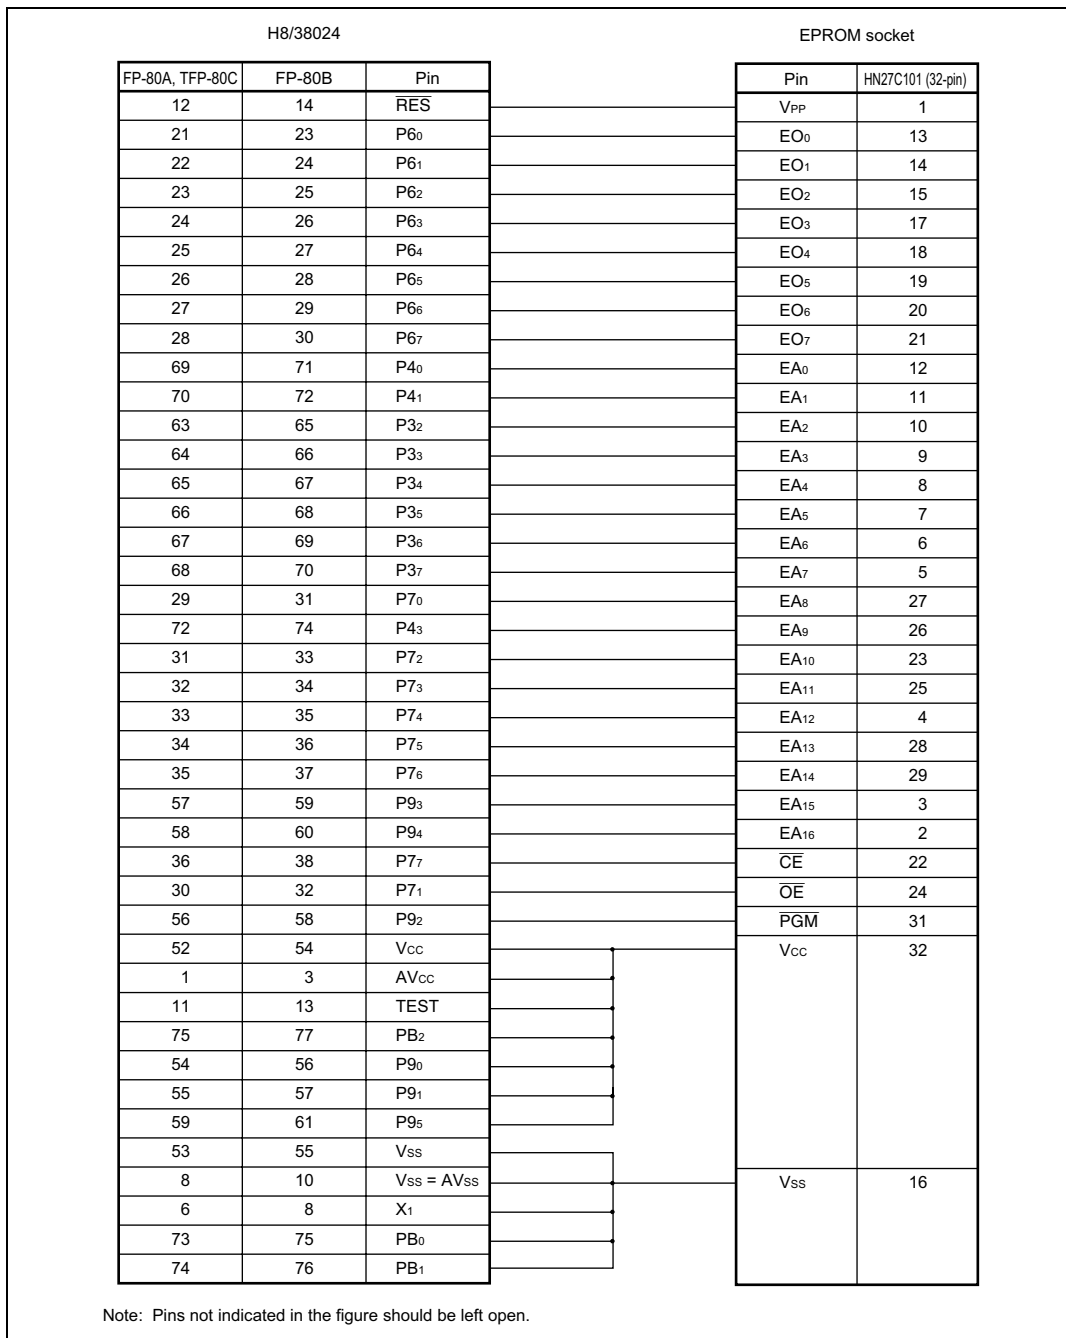 H8/38024 EPROM socket
FP-80A, TFP-80C FP-80B Pin Pin HN27C101 (32-pin)
12 14 R̅E̅S̅ VPP 1
21 23 P60 EO0 13
22 24 P61 EO1 14
23 25 P62 EO2 15
24 26 P63 EO3 17
25 27 P64 EO4 18
26 28 P65 EO5 19
27 29 P66 EO6 20
28 30 P67 EO7 21
69 71 P40 EA0 12
70 72 P41 EA1 11
63 65 P32 EA2 10
64 66 P33 EA3 9
65 67 P34 EA4 8
66 68 P35 EA5 7
67 69 P36 EA6 6
68 70 P37 EA7 5
29 31 P70 EA8 27
72 74 P43 EA9 26
31 33 P72 EA10 23
32 34 P73 EA11 25
33 35 P74 EA12 4
34 36 P75 EA13 28
35 37 P76 EA14 29
57 59 P93 EA15 3
58 60 P94 EA16 2
36 38 P77 C̅E̅ 22
30 32 P71 O̅E̅ 24
56 58 P92 P̅G̅M̅ 31
52 54 VCC VCC 32
1 3 AVCC
11 13 TEST
75 77 PB2
54 56 P90
55 57 P91
59 61 P95
53 55 VSS
8 10 VSS = AVSS VSS 16
6 8 X1
73 75 PB0
74 76 PB1
Note: Pins not indicated in the figure should be left open.